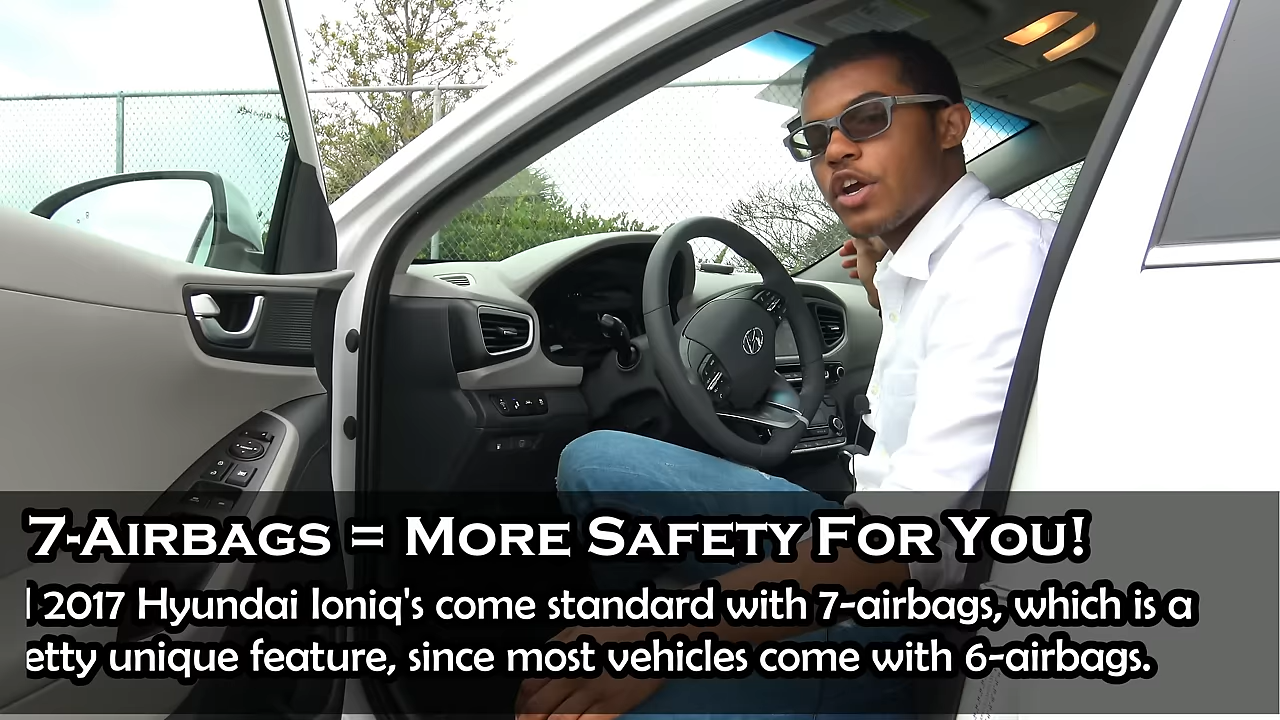 7-Airbags = More Safety For You!
2017 Hyundai Ioniq's come standard with 7-airbags, which is a
etty unique feature, since most vehicles come with 6-airbags.